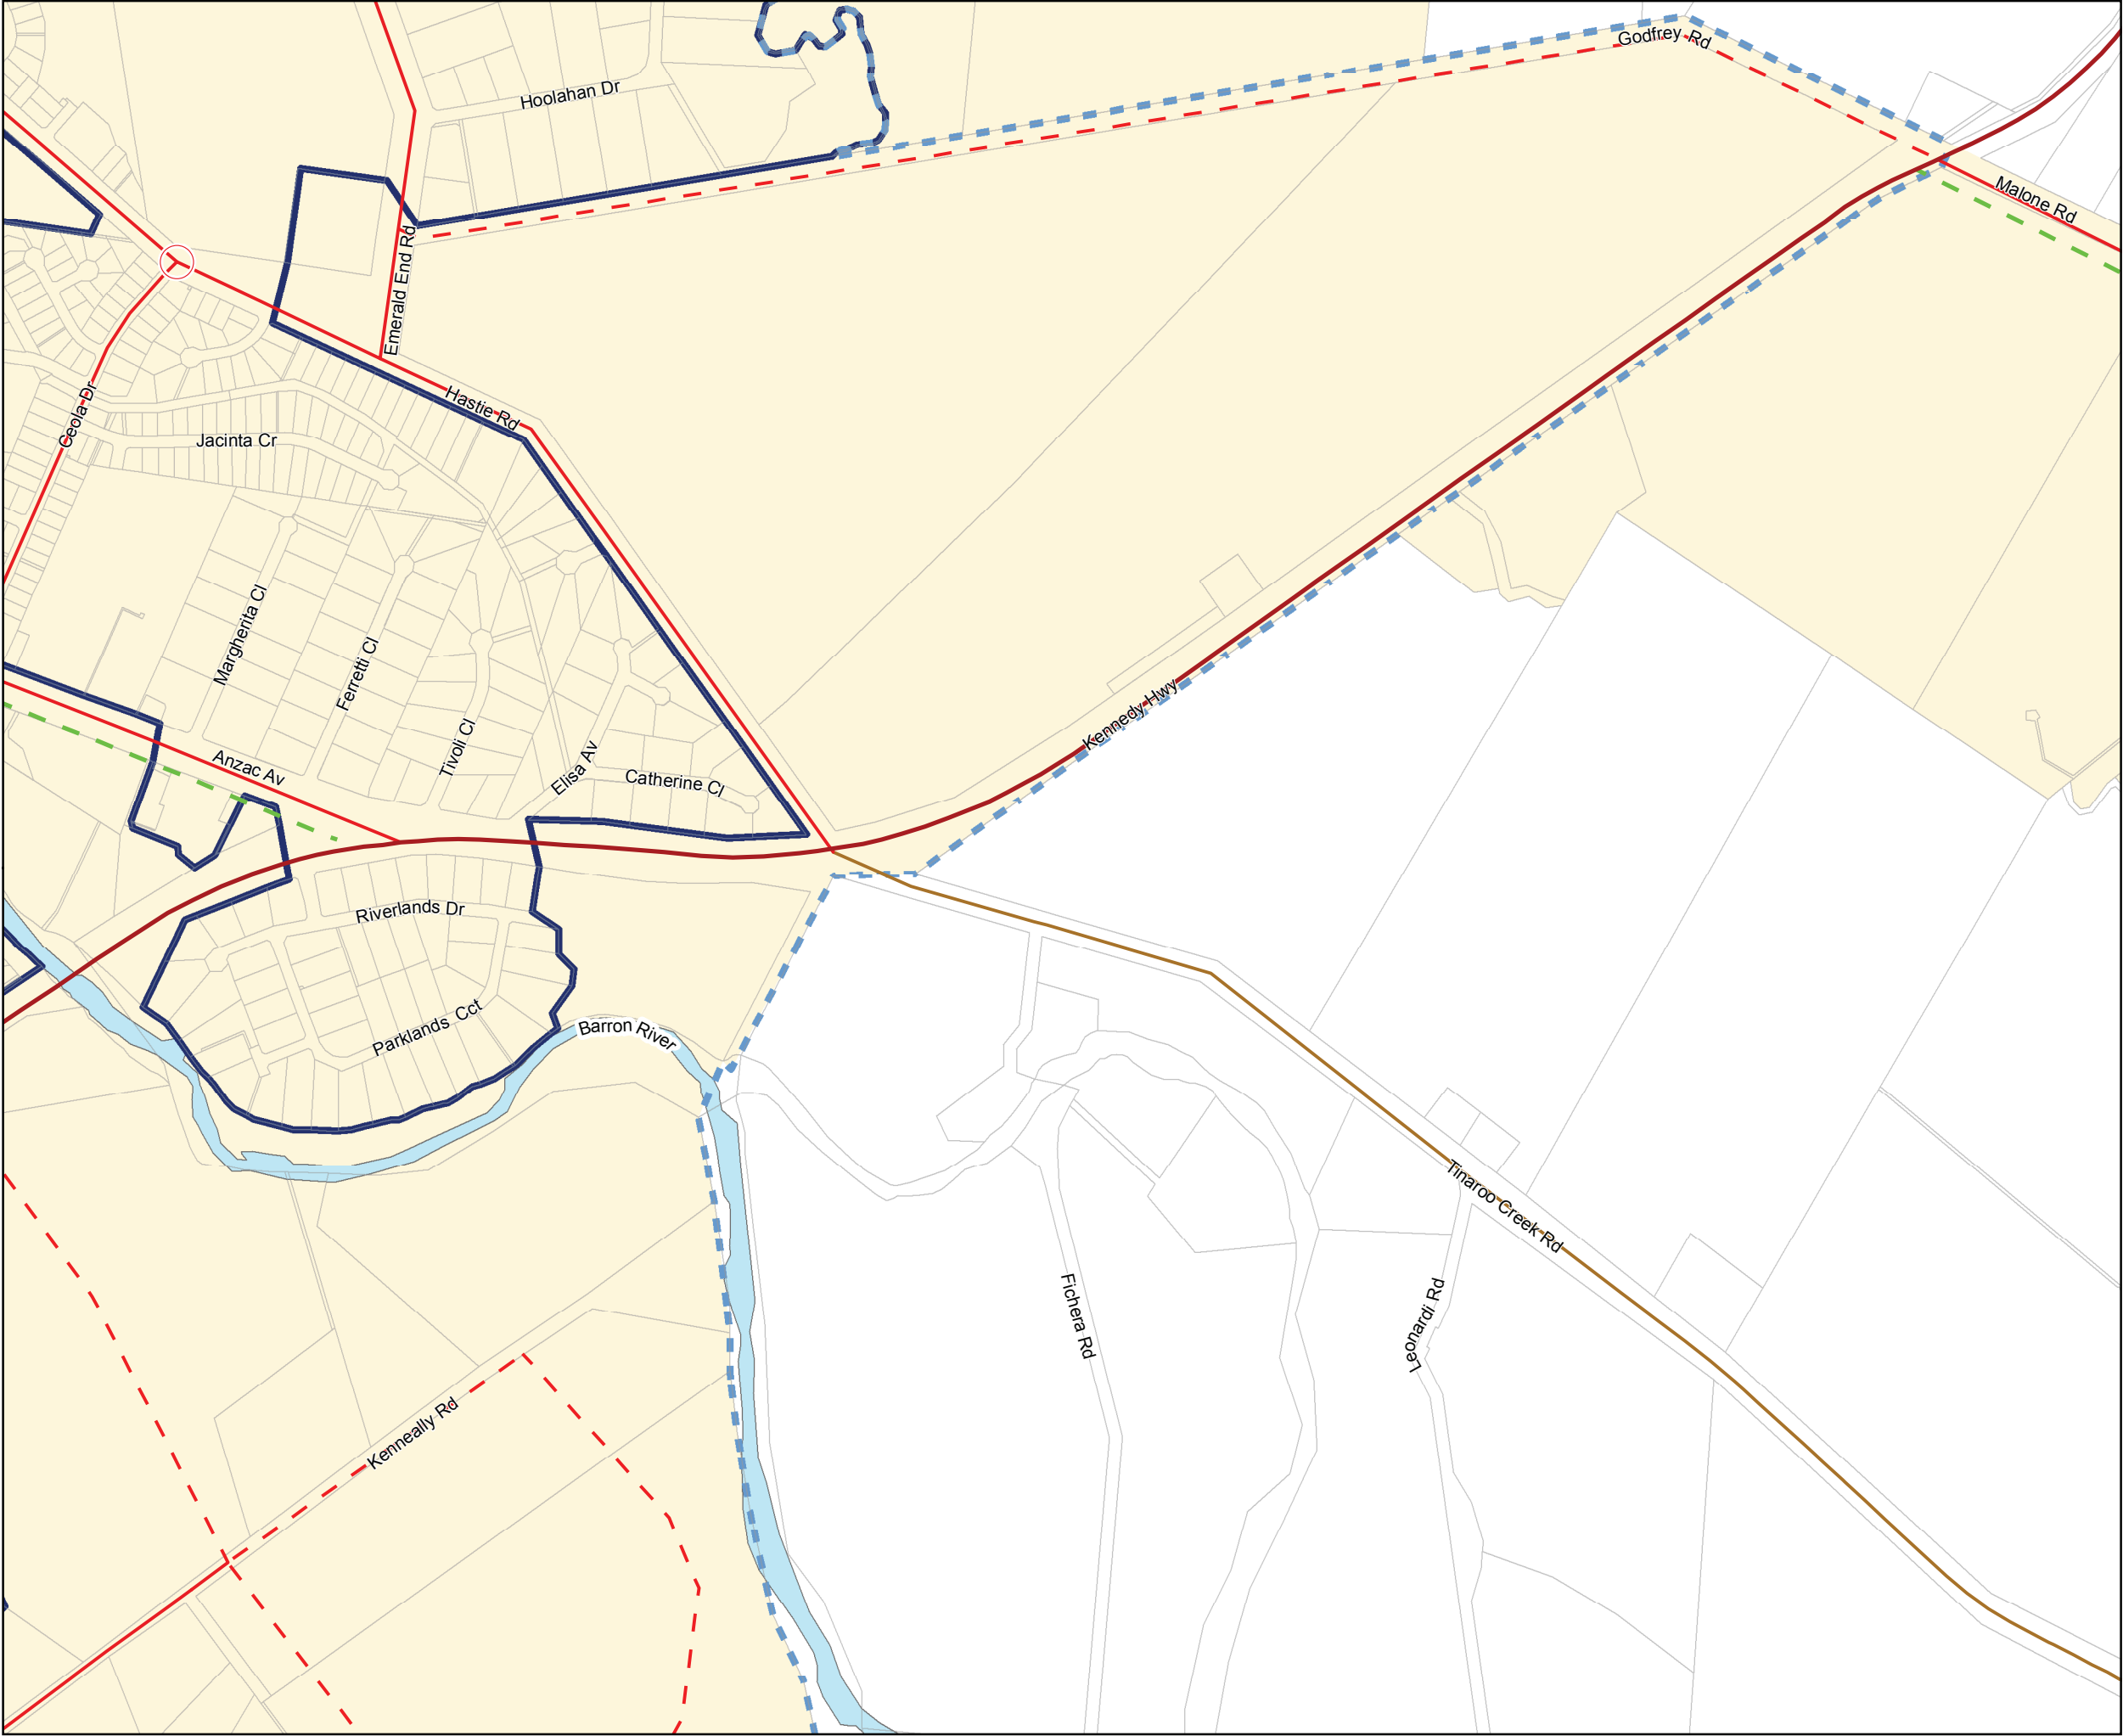 Godfrey Rd
Hoolahan Dr
Malone Rd
Emerald End Rd
Hastie Rd
Ceola Dr
Jacinta Cr
Margherita Cl
Ferretti Cl
Kennedy Hwy
Tivoli Cl
Anzac Av
Elisa Av
Catherine Cl
Riverlands Dr
Parklands Cct
Barron River
Tinaroo Creek Rd
Fichera Rd
Leonardi Rd
Kenneally Rd